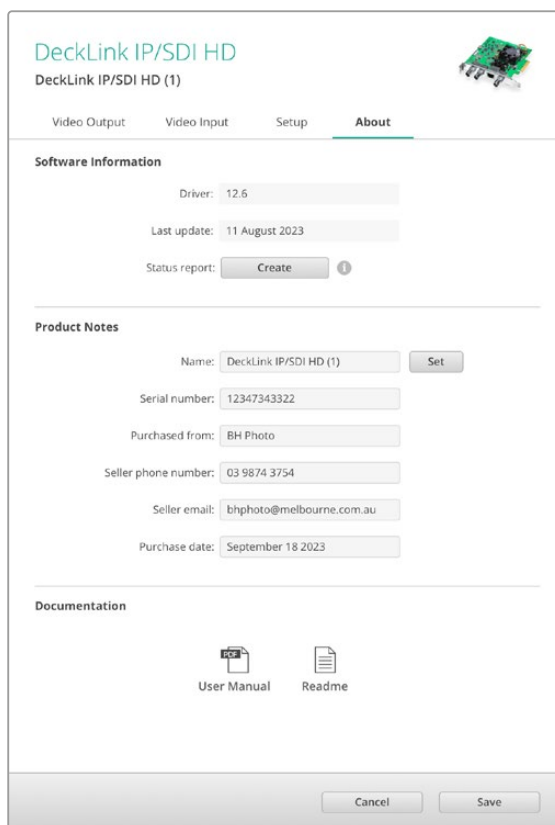 DeckLink IP/SDI HD
DeckLink IP/SDI HD (1)
Video Output Video Input Setup About
Software Information
Driver: 12.6
Last update: 11 August 2023
Status report: Create i
Product Notes
Name: DeckLink IP/SDI HD (1) Set
Serial number: 12347343322
Purchased from: BH Photo
Seller phone number: 03 9874 3754
Seller email: bhphoto@melbourne.com.au
Purchase date: September 18 2023
Documentation
PDF
User Manual Readme
Cancel Save